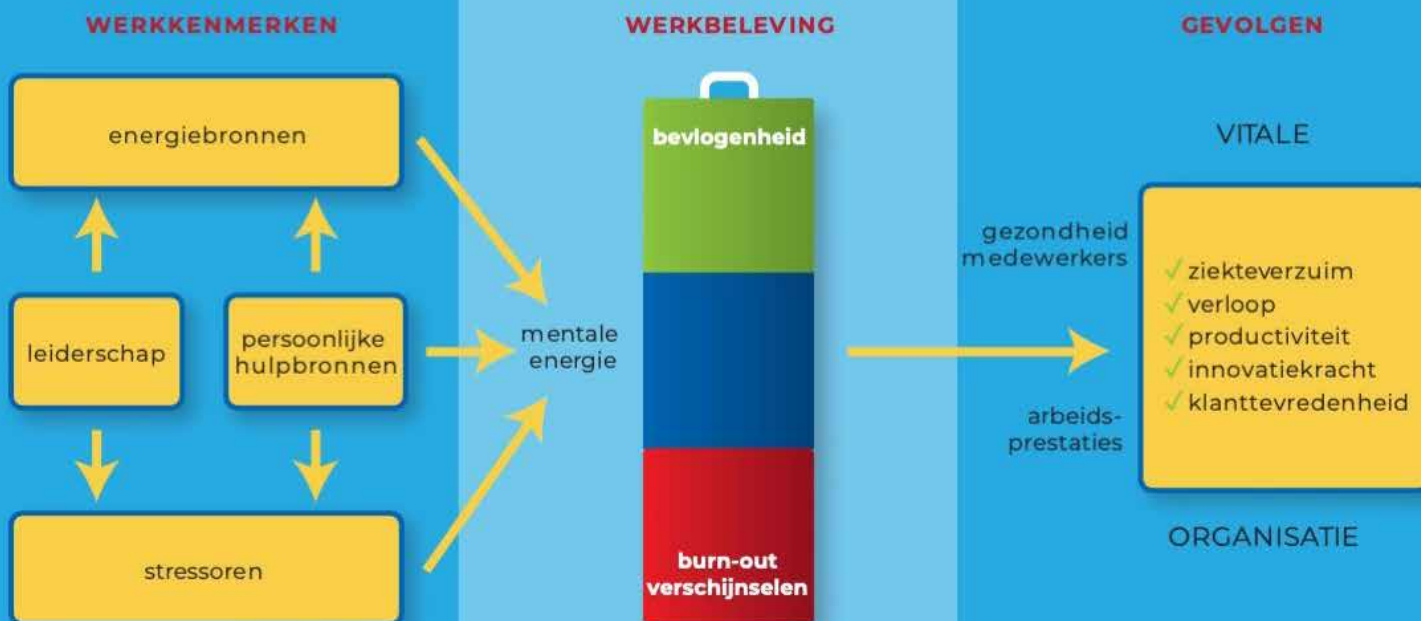 WERKKENMERKEN
energiebronnen
leiderschap
persoonlijke
hulpbronnen
stressoren
WERKBELEVING
mentale
energie
bevlogenheid
burn-out
verschijnselen
GEVOLGEN
VITALE
gezondheid
medewerkers
arbeids-
prestaties
✓ ziekteverzuim
✓ verloop
✓ productiviteit
✓ innovatiekracht
✓ klanttevredenheid
ORGANISATIE